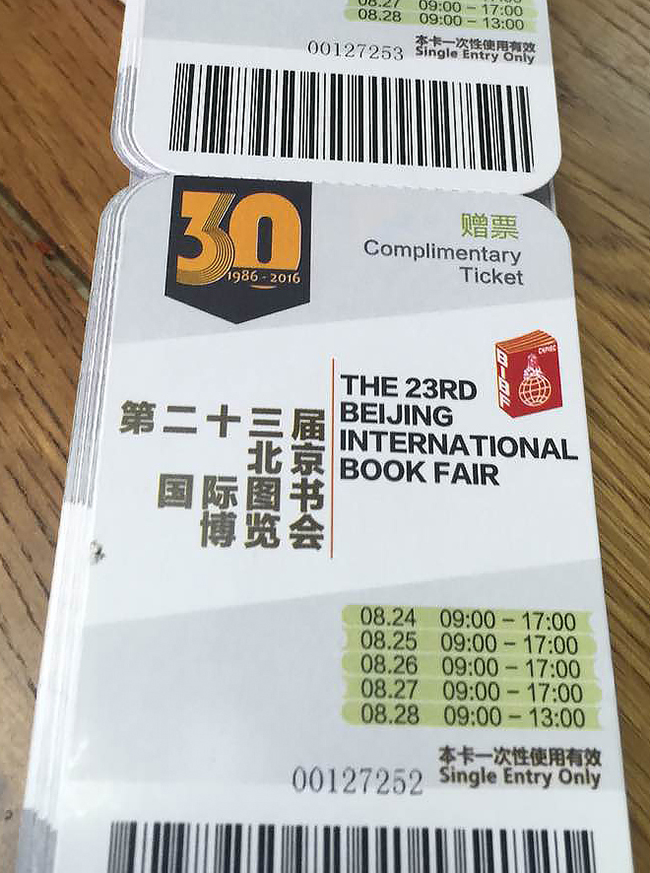 08.27 09:00 – 17:00
08.28 09:00 – 13:00
本卡一次性使用有效
00127253 Single Entry Only
30
1986 - 2016
赠票
Complimentary
Ticket
BIBF
THE 23RD
BEIJING
INTERNATIONAL
BOOK FAIR
第二十三届
北京
国际图书
博览会
08.24 09:00 – 17:00
08.25 09:00 – 17:00
08.26 09:00 – 17:00
08.27 09:00 – 17:00
08.28 09:00 – 13:00
本卡一次性使用有效
00127252 Single Entry Only